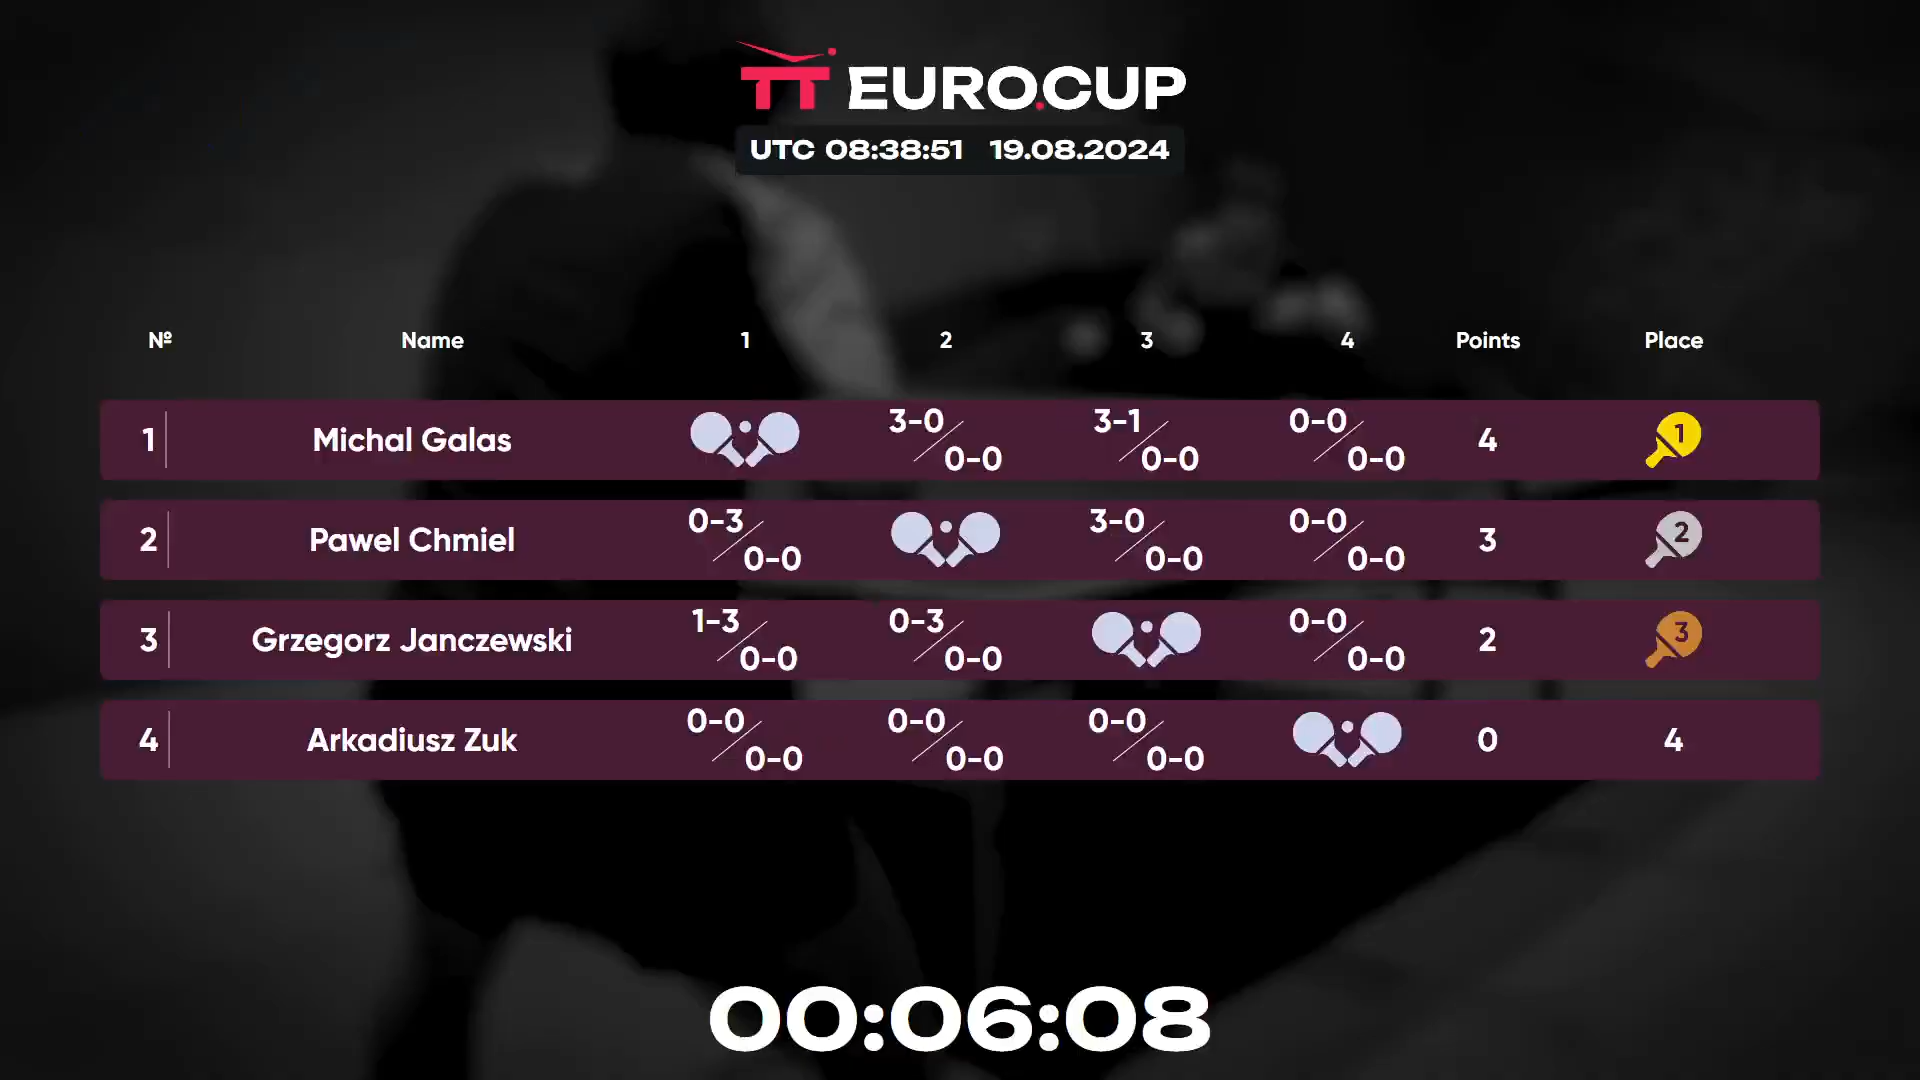 TT EURO.CUP
UTC 08:38:51 19.08.2024
Nº Name 1 2 3 4 Points Place
1 Michal Galas 3-0 0-0 3-1 0-0 0-0 0-0 4 1
2 Pawel Chmiel 0-3 0-0 3-0 0-0 0-0 0-0 3 2
3 Grzegorz Janczewski 1-3 0-0 0-3 0-0 0-0 0-0 2 3
4 Arkadiusz Zuk 0-0 0-0 0-0 0-0 0-0 0-0 0 4
00:06:08